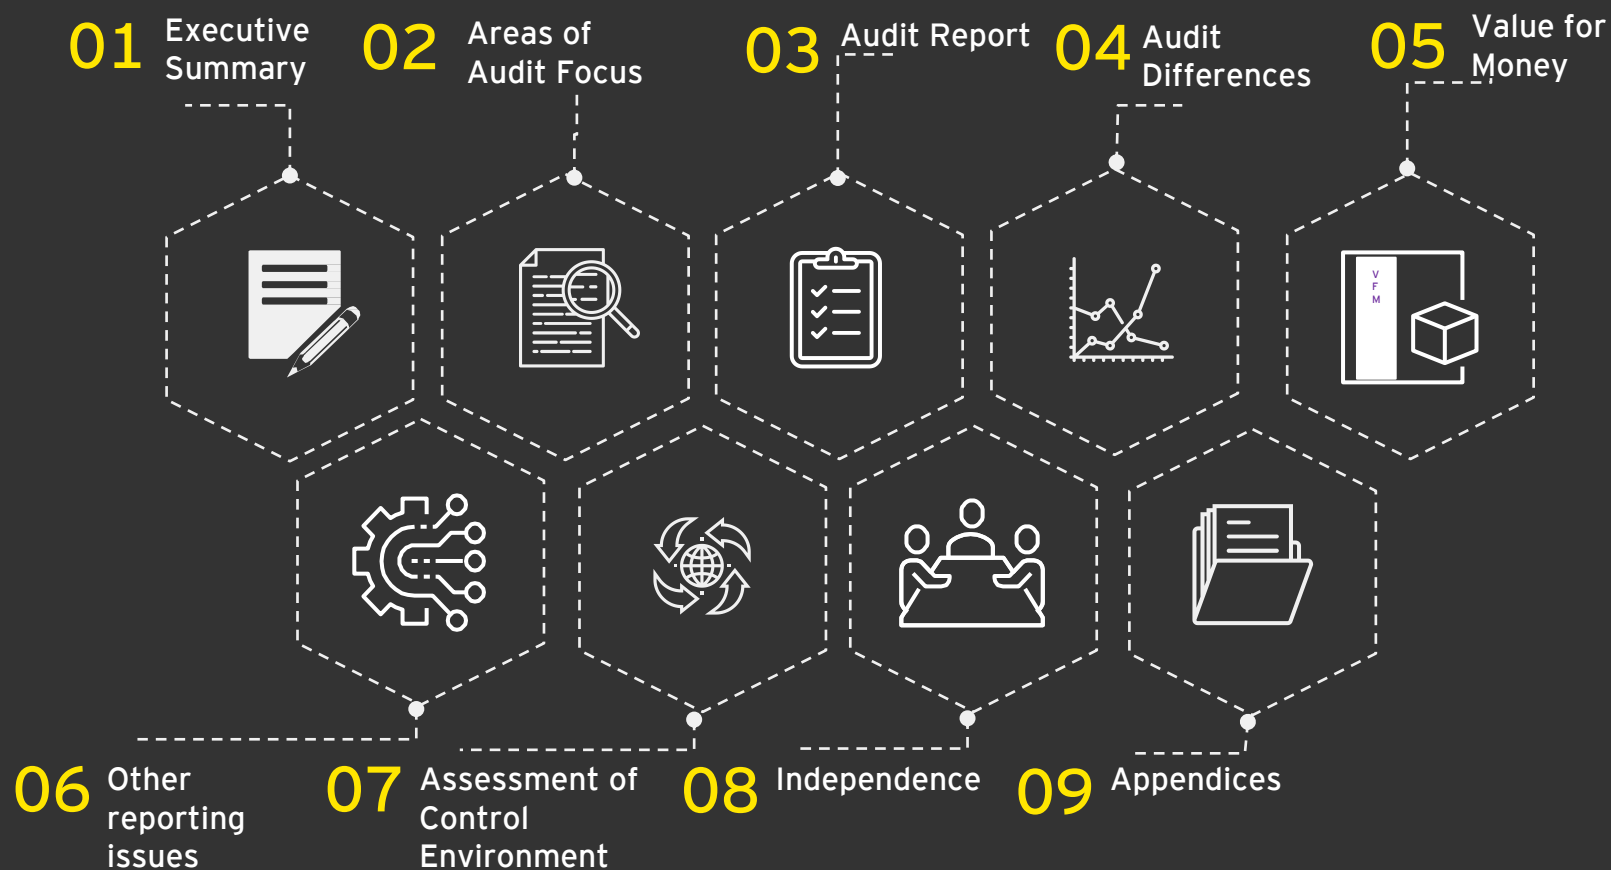 01
Executive
Summary
02
Areas of
Audit Focus
03
Audit Report
04
Audit
Differences
05
Value for
Money
V
F
M
06
Other
reporting
issues
07
Assessment of
Control
Environment
08
Independence
09
Appendices